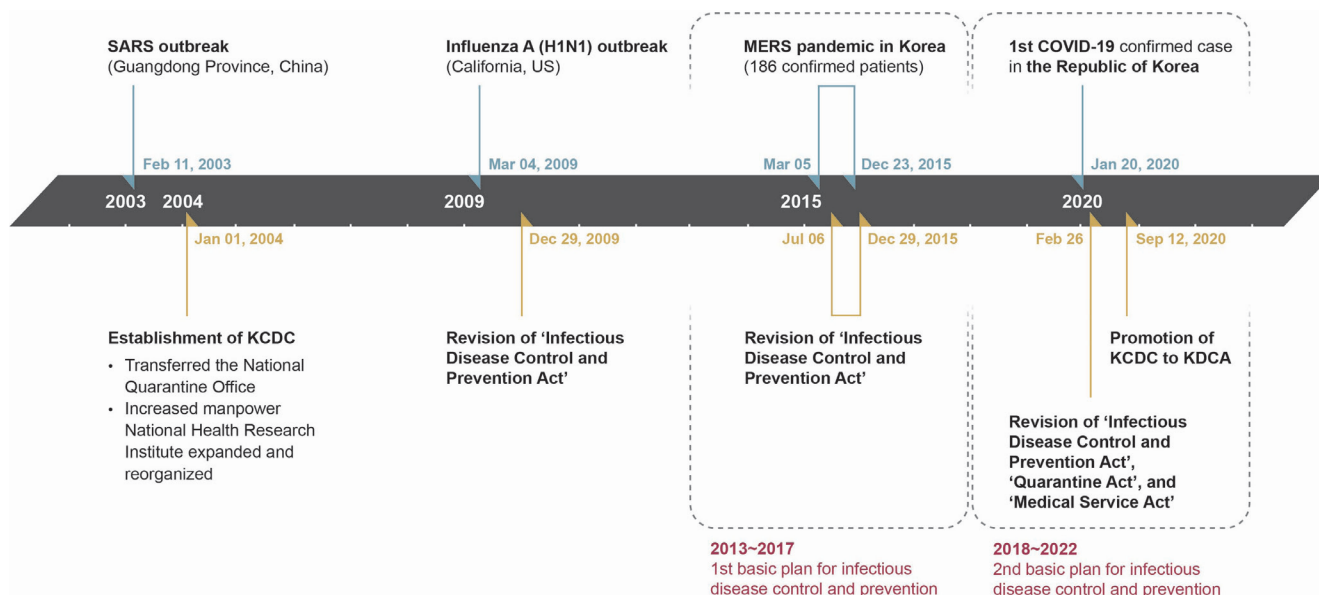 SARS outbreak
(Guangdong Province, China)
Influenza A (H1N1) outbreak
(California, US)
MERS pandemic in Korea
(186 confirmed patients)
1st COVID-19 confirmed case
in the Republic of Korea
Feb 11, 2003
Mar 04, 2009
Mar 05
Dec 23, 2015
Jan 20, 2020
2003
2004
2009
2015
2020
Jan 01, 2004
Dec 29, 2009
Jul 06
Dec 29, 2015
Feb 26
Sep 12, 2020
Establishment of KCDC
• Transferred the National
Quarantine Office
• Increased manpower
National Health Research
Institute expanded and
reorganized
Revision of ‘Infectious
Disease Control and
Prevention Act’
Revision of ‘Infectious
Disease Control and
Prevention Act’
Promotion of
KCDC to KDCA
Revision of ‘Infectious
Disease Control and
Prevention Act’,
‘Quarantine Act’, and
‘Medical Service Act’
2013~2017
1st basic plan for infectious
disease control and prevention
2018~2022
2nd basic plan for infectious
disease control and prevention